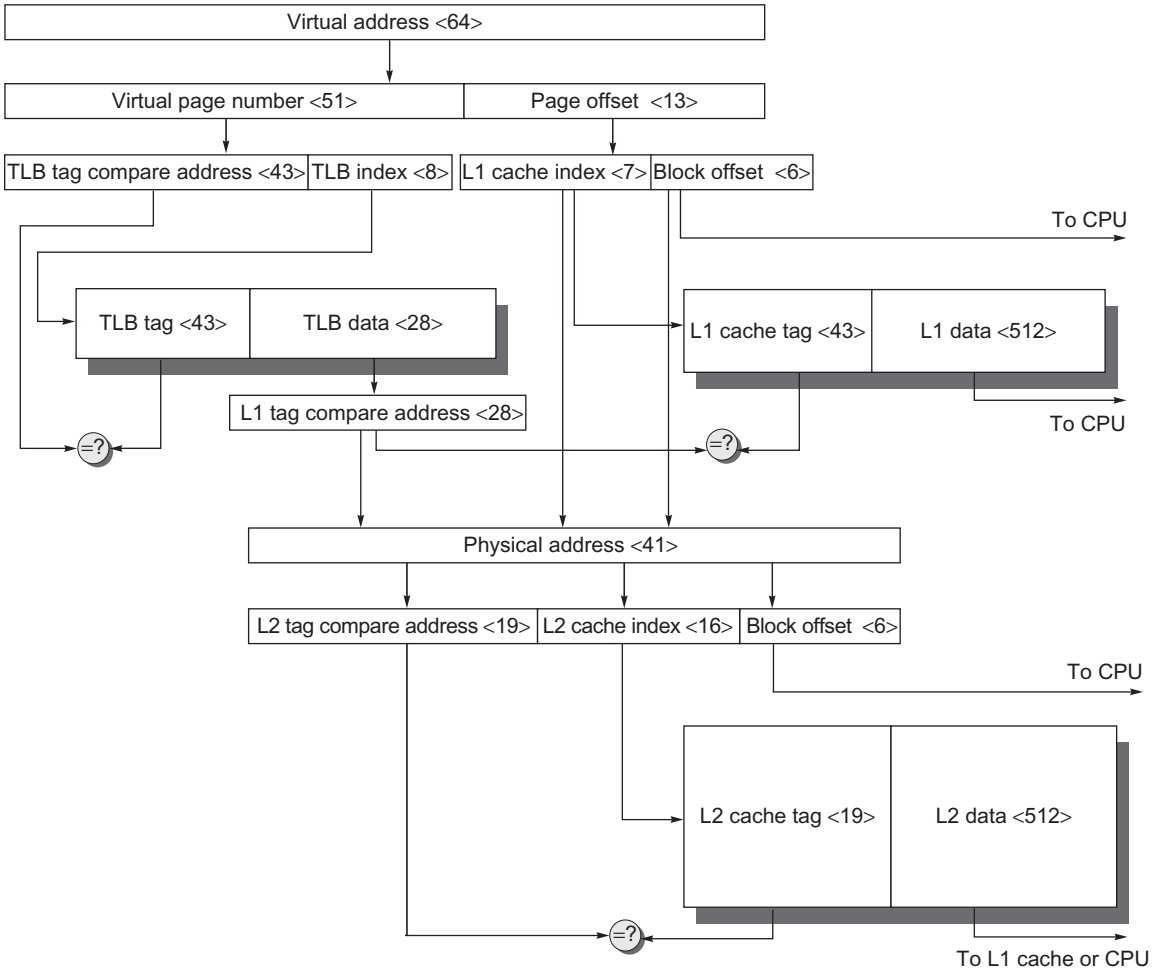 Virtual address <64>
Virtual page number <51>
Page offset <13>
TLB tag compare address <43>
TLB index <8>
L1 cache index <7>
Block offset <6>
To CPU
TLB tag <43>
TLB data <28>
L1 cache tag <43>
L1 data <512>
L1 tag compare address <28>
To CPU
=?
=?
Physical address <41>
L2 tag compare address <19>
L2 cache index <16>
Block offset <6>
To CPU
L2 cache tag <19>
L2 data <512>
=?
To L1 cache or CPU